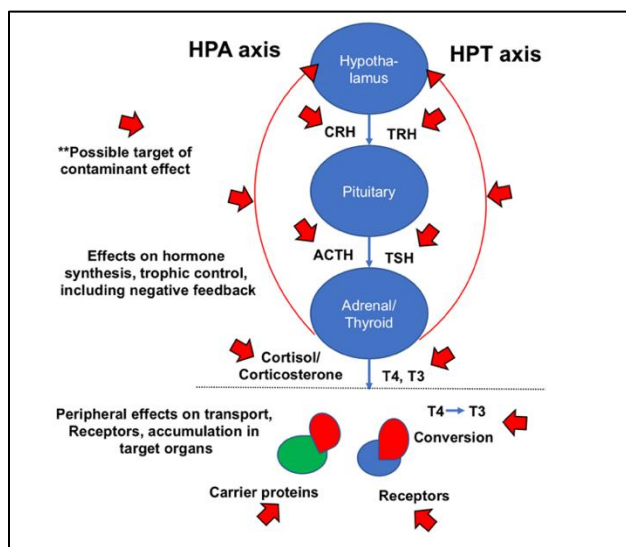 HPA axis
HPT axis
Hypotha-
lamus
CRH
TRH
**Possible target of
contaminant effect
Pituitary
ACTH
TSH
Effects on hormone
synthesis, trophic control,
including negative feedback
Adrenal/
Thyroid
Cortisol/
Corticosterone
T4, T3
Peripheral effects on transport,
Receptors, accumulation in
target organs
T4 → T3
Conversion
Carrier proteins
Receptors